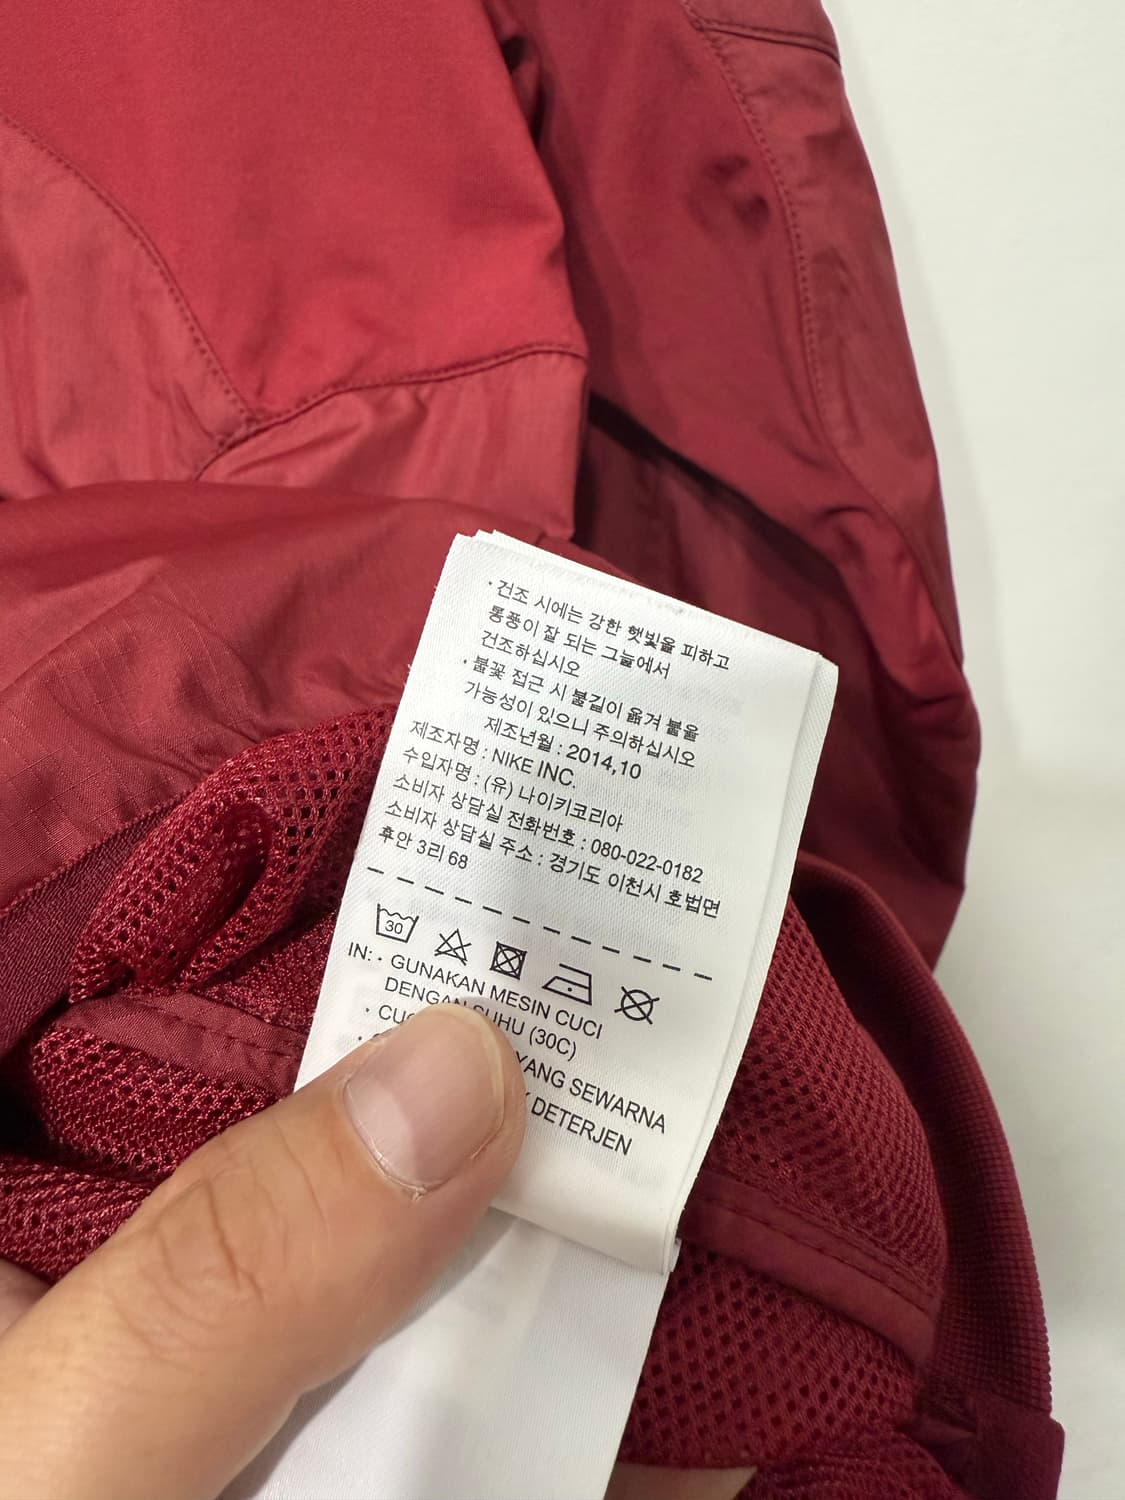 · 건조 시에는 강한 햇빛을 피하고
통풍이 잘 되는 그늘에서
건조하십시오
· 불꽃 접근 시 불길이 옮겨 붙을
가능성이 있으니 주의하십시오
제조년월 : 2014,10
제조자명 : NIKE INC.
수입자명 : (유) 나이키코리아
소비자 상담실 전화번호 : 080-022-0182
소비자 상담실 주소 : 경기도 이천시 호법면
후안 3리 68
30
IN: · GUNAKAN MESIN CUCI
DENGAN SUHU (30C)
YANG SEWARNA
DETERJEN